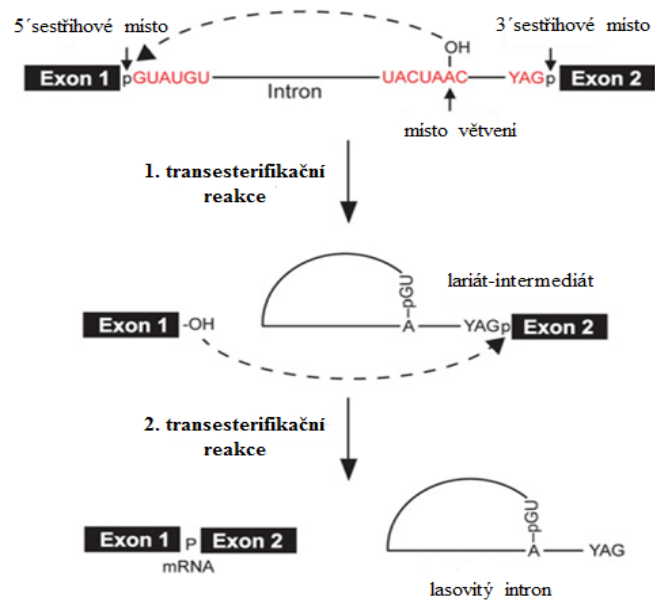 5´sestřihové místo
3´sestřihové místo
OH
Exon 1 pGUAUGU Intron UACUAAC YAGp Exon 2
místo větvení
1. transesterifikační
reakce
lariát-intermediát
Exon 1 -OH
A-pGU
YAGp Exon 2
2. transesterifikační
reakce
Exon 1 P Exon 2
mRNA
A-pGU
YAG
lasovitý intron